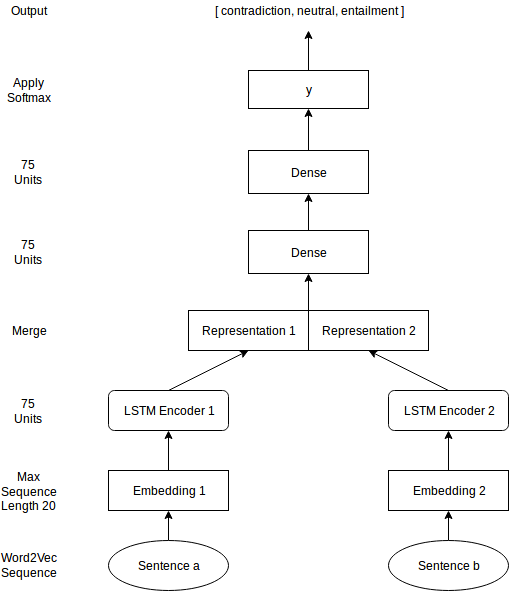 Output
[ contradiction, neutral, entailment ]
Apply
Softmax
y
75
Units
Dense
75
Units
Dense
Merge
Representation 1
Representation 2
75
Units
LSTM Encoder 1
LSTM Encoder 2
Max
Sequence
Length 20
Embedding 1
Embedding 2
Word2Vec
Sequence
Sentence a
Sentence b